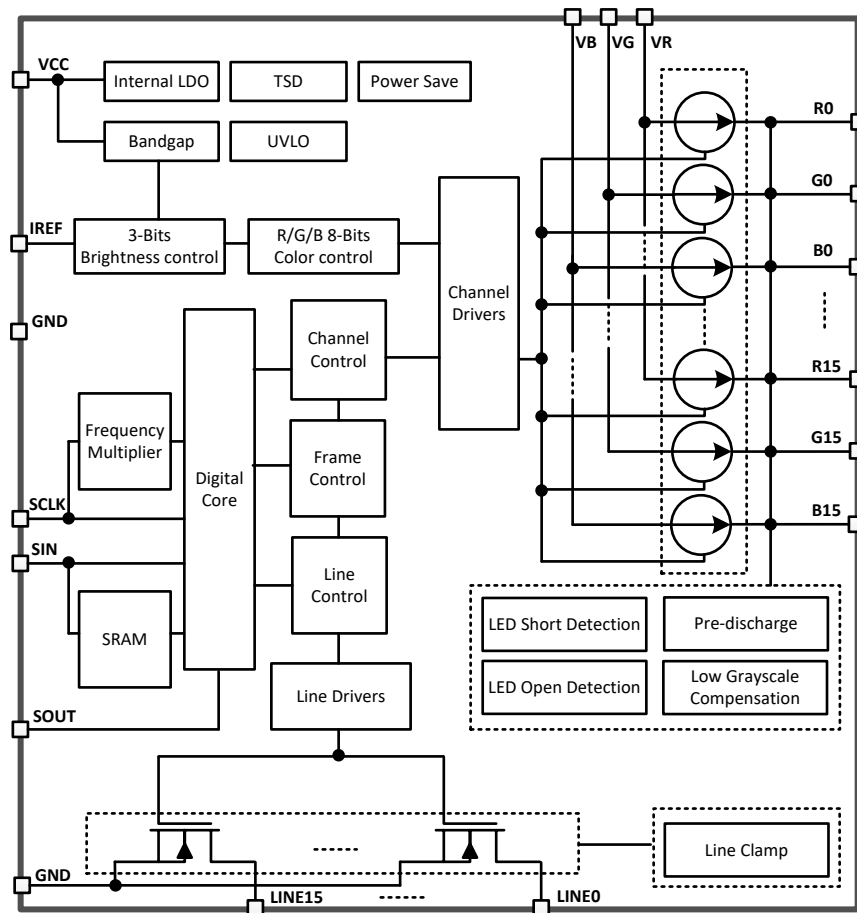 VB
VG
VR
VCC
Internal LDO
TSD
Power Save
R0
Bandgap
UVLO
G0
IREF
3-Bits
Brightness control
R/G/B 8-Bits
Color control
B0
Channel
Drivers
GND
Channel
Control
R15
Frequency
Multiplier
Digital
Core
Frame
Control
G15
SCLK
B15
SIN
Line
Control
SRAM
LED Short Detection
Pre-discharge
Line Drivers
LED Open Detection
Low Grayscale
Compensation
SOUT
Line Clamp
GND
LINE15
LINE0